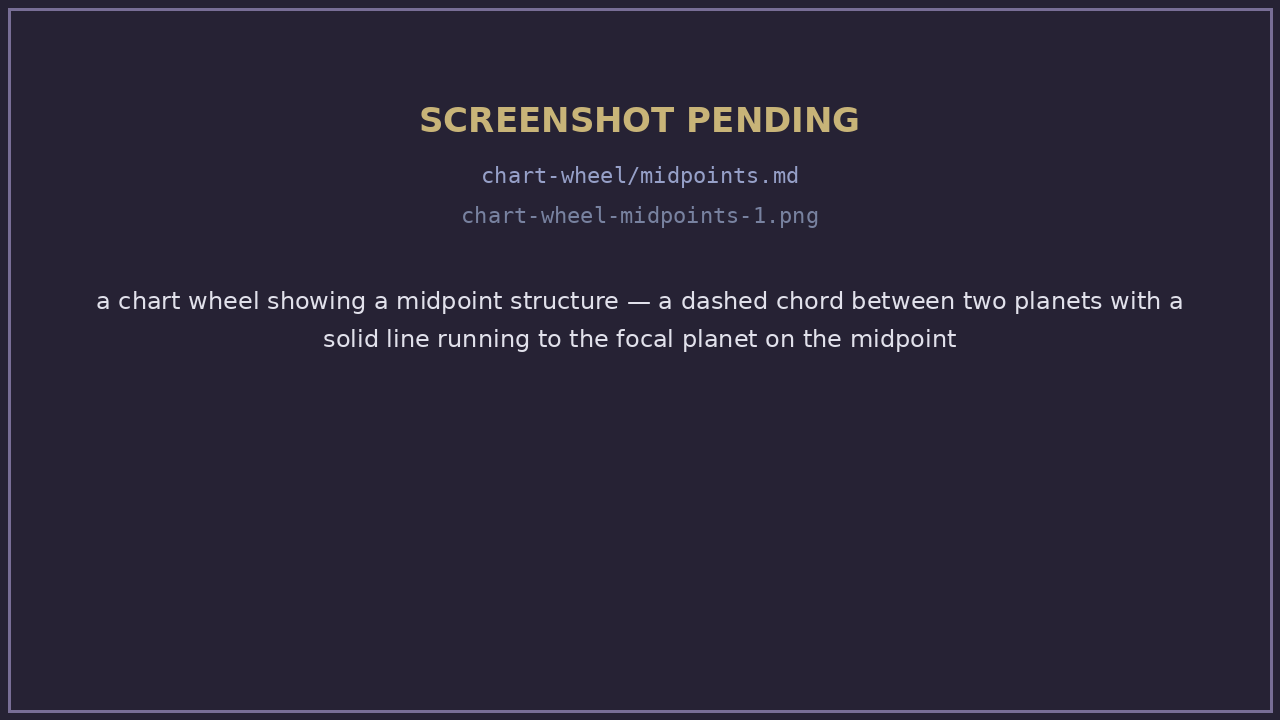 SCREENSHOT PENDING
chart-wheel/midpoints.md
chart-wheel-midpoints-1.png
a chart wheel showing a midpoint structure — a dashed chord between two planets with a
solid line running to the focal planet on the midpoint